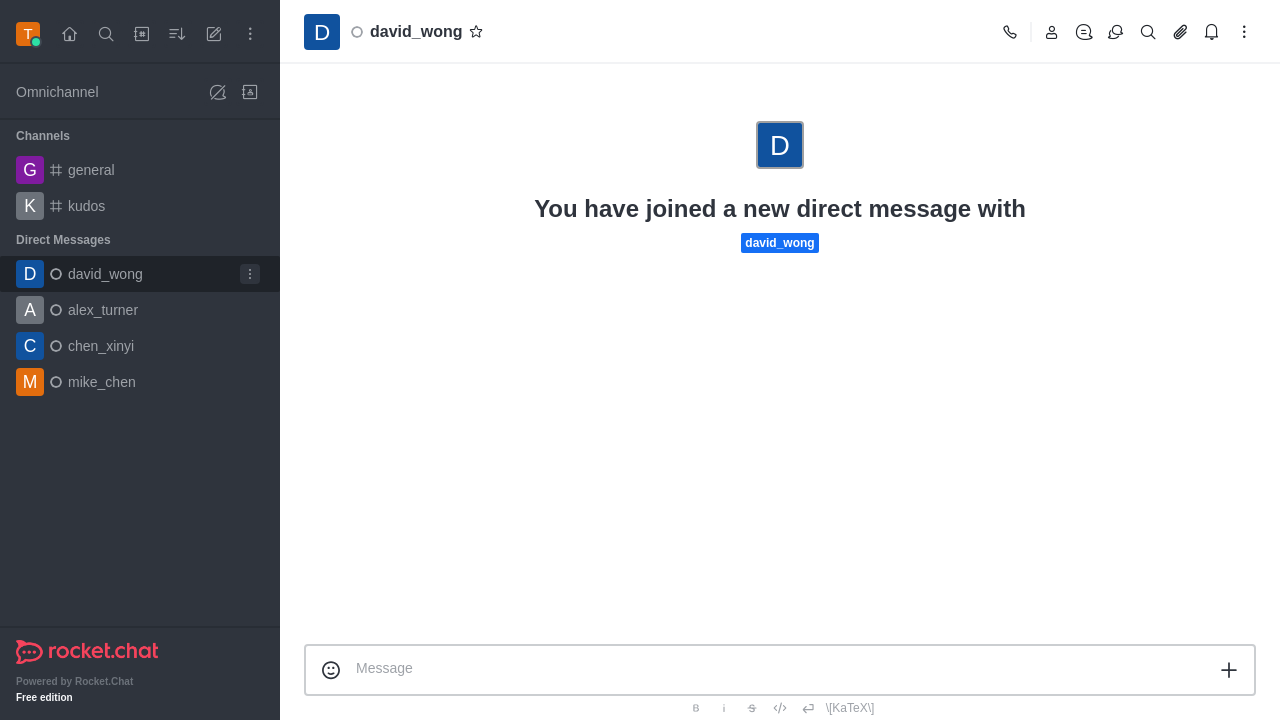 T
Omnichannel
Channels
G general
K kudos
Direct Messages
D david_wong
A alex_turner
C chen_xinyi
M mike_chen
rocket.chat
Powered by Rocket.Chat
Free edition
D david_wong
D
You have joined a new direct message with
david_wong
Message
B i S \[KaTeX\]